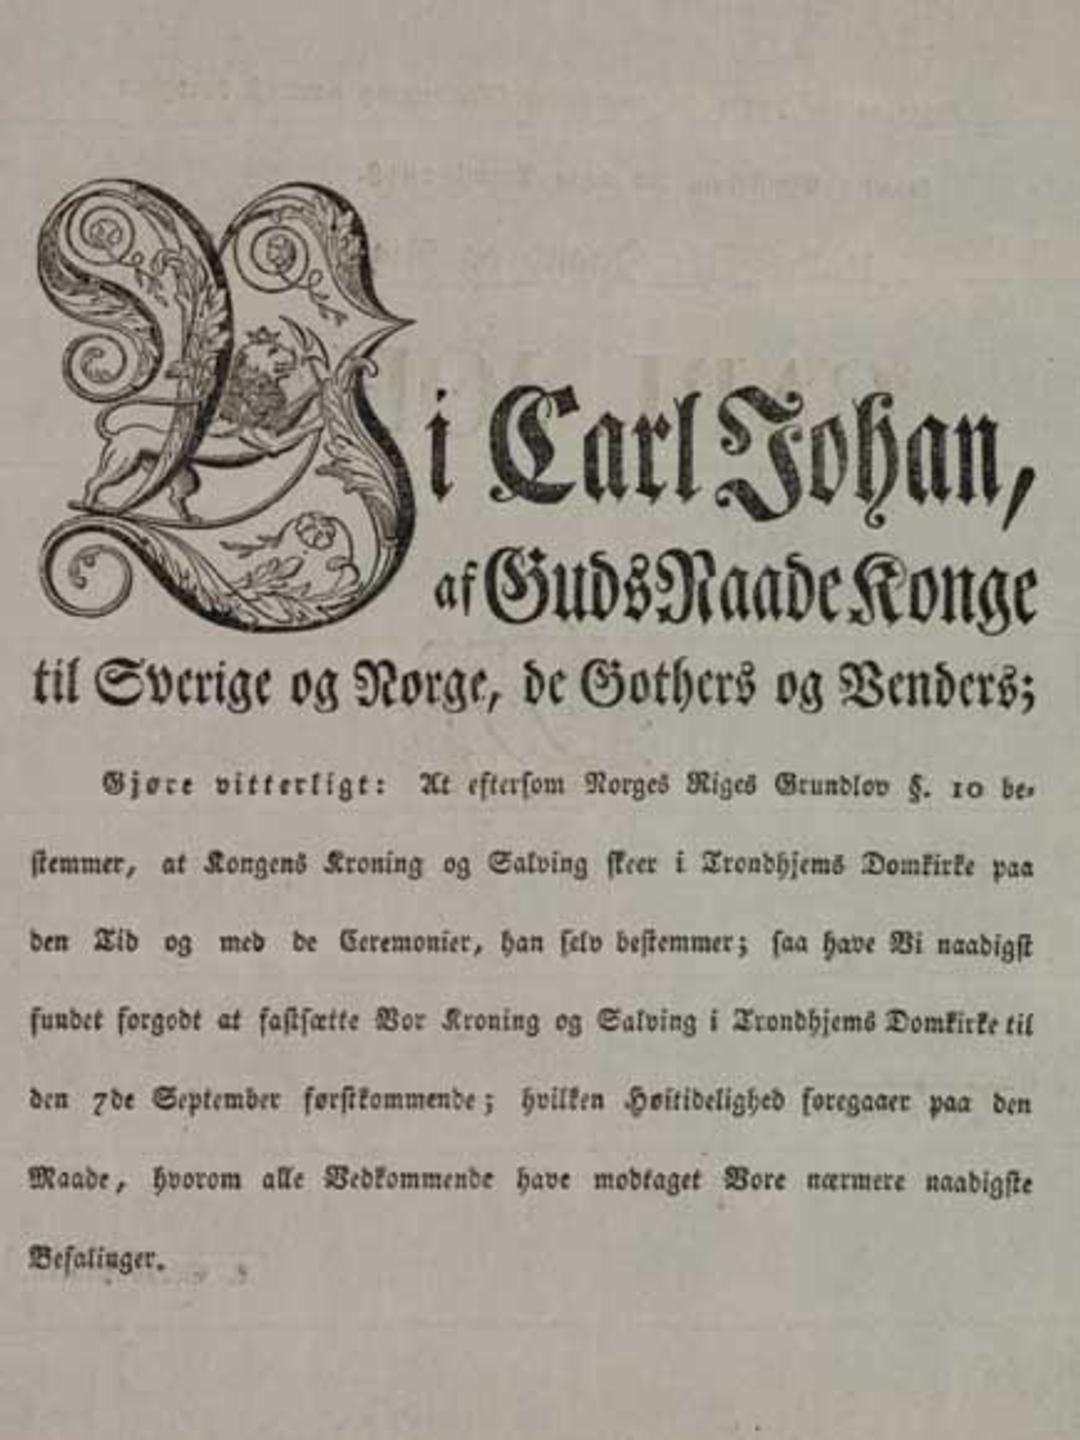 Vi Carl Johan,
af Guds Naade Konge
til Sverige og Norge, de Gothers og Venders;
Gjøre vitterligt: At eftersom Norges Riges Grundlov §. 10 be-
stemmer, at Kongens Kroning og Salving skeer i Trondhjems Domkirke paa
den Tid og med de Ceremonier, han selv bestemmer; saa have Vi naadigst
fundet forgodt at fastsætte Vor Kroning og Salving i Trondhjems Domkirke til
den 7de September førstkommende; hvilken Høitidelighed foregaaer paa den
Maade, hvorom alle Vedkommende have modtaget Vore nærmere naadigste
Befalinger.